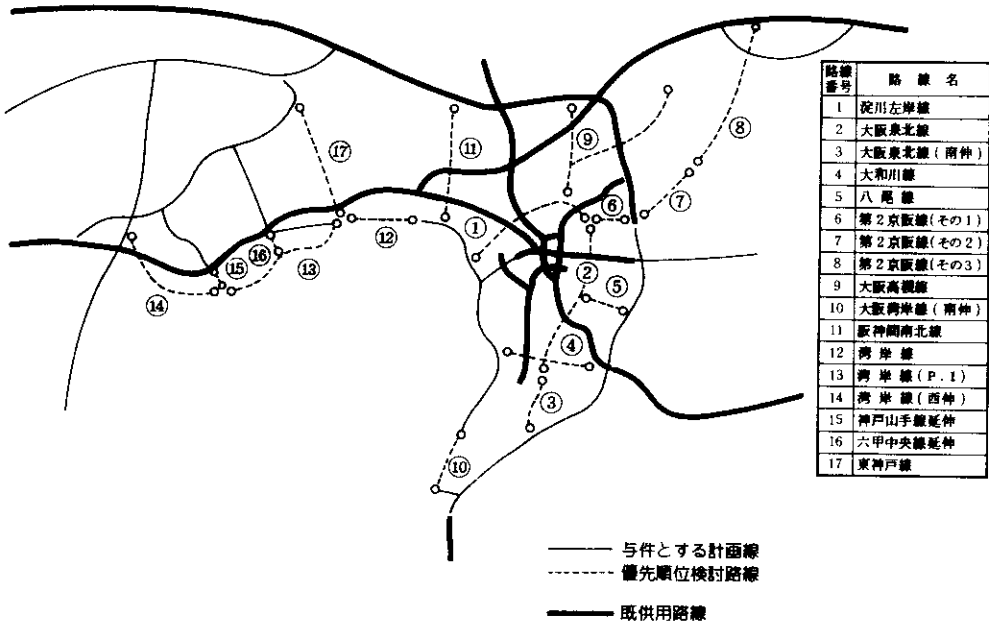 路線番号 路線名
1 淀川左岸線
2 大阪泉北線
3 大阪泉北線(南伸)
4 大和川線
5 八尾線
6 第2京阪線(その1)
7 第2京阪線(その2)
8 第2京阪線(その3)
9 大阪高槻線
10 大阪湾岸線(南伸)
11 阪神間南北線
12 湾岸線
13 湾岸線(P.I)
14 湾岸線(西伸)
15 神戸山手線延伸
16 六甲中央線延伸
17 東神戸線
⑨
⑧
⑪
⑰
⑦
⑥
①
⑫
⑯
⑬
⑮
②
⑤
⑭
④
③
⑩
与件とする計画線
優先順位検討路線
既供用路線